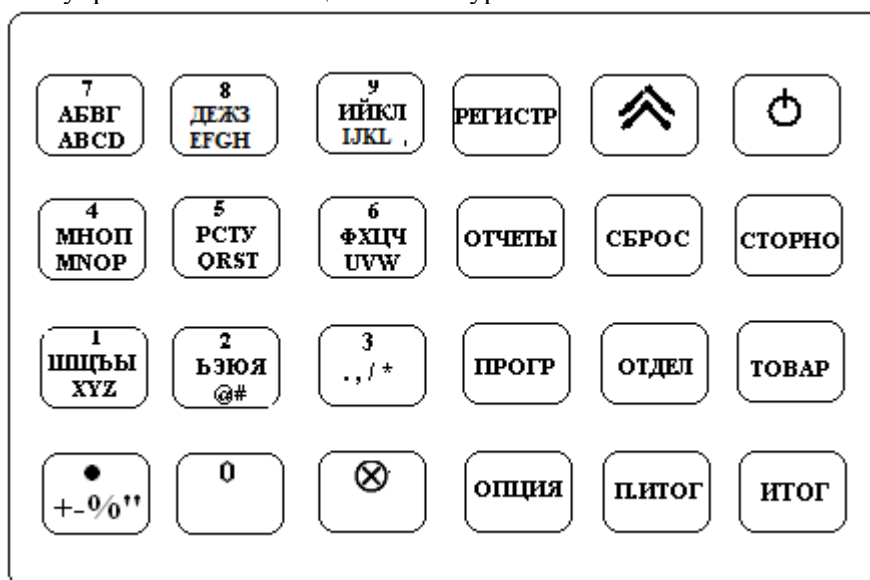 7
АБВГ
ABCD
8
ДЕЖЗ
EFGH
9
ИЙКЛ
IJKL ,
РЕГИСТР
4
МНОП
MNOP
5
РСТУ
QRST
6
ФХЦЧ
UVW
ОТЧЕТЫ
СБРОС
СТОРНО
1
ШЩЪЫ
XYZ
2
ЬЭЮЯ
@#
3
. , / *
ПРОГР
ОТДЕЛ
ТОВАР
●
+-%"
0
⊗
ОПЦИЯ
П.ИТОГ
ИТОГ